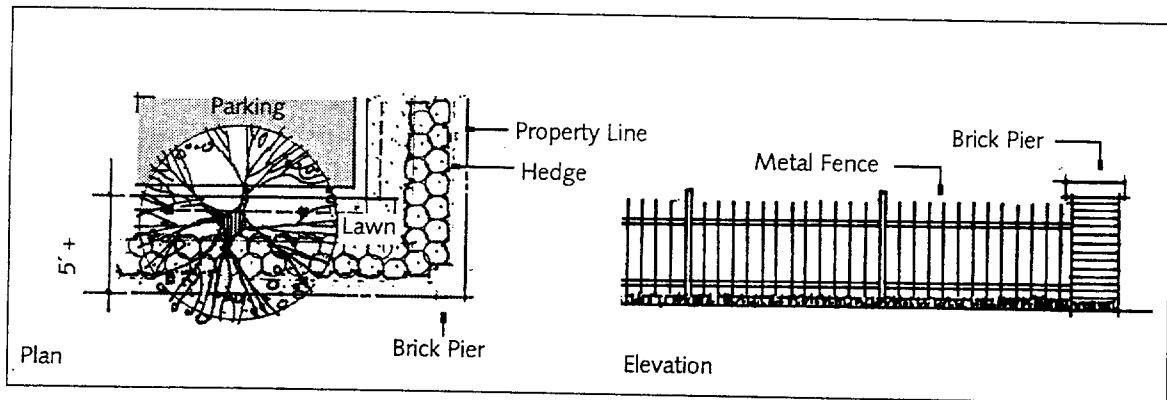 Parking
Property Line
Hedge
Lawn
5' +
Brick Pier
Plan
Brick Pier
Metal Fence
Elevation